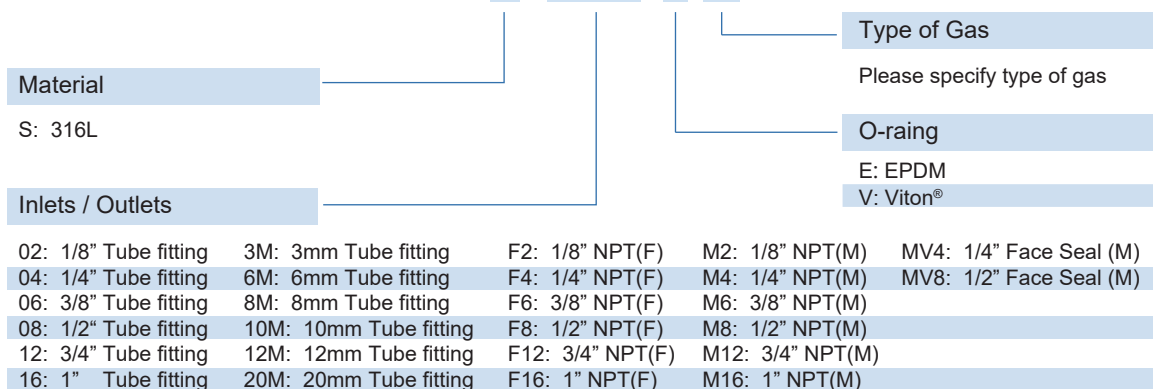 Type of Gas
Please specify type of gas
Material
S: 316L
O-raing
E: EPDM
V: Viton®
Inlets / Outlets
02: 1/8” Tube fitting 3M: 3mm Tube fitting F2: 1/8” NPT(F) M2: 1/8” NPT(M) MV4: 1/4” Face Seal (M)
04: 1/4” Tube fitting 6M: 6mm Tube fitting F4: 1/4” NPT(F) M4: 1/4” NPT(M) MV8: 1/2” Face Seal (M)
06: 3/8” Tube fitting 8M: 8mm Tube fitting F6: 3/8” NPT(F) M6: 3/8” NPT(M)
08: 1/2“ Tube fitting 10M: 10mm Tube fitting F8: 1/2” NPT(F) M8: 1/2” NPT(M)
12: 3/4” Tube fitting 12M: 12mm Tube fitting F12: 3/4” NPT(F) M12: 3/4” NPT(M)
16: 1” Tube fitting 20M: 20mm Tube fitting F16: 1” NPT(F) M16: 1” NPT(M)